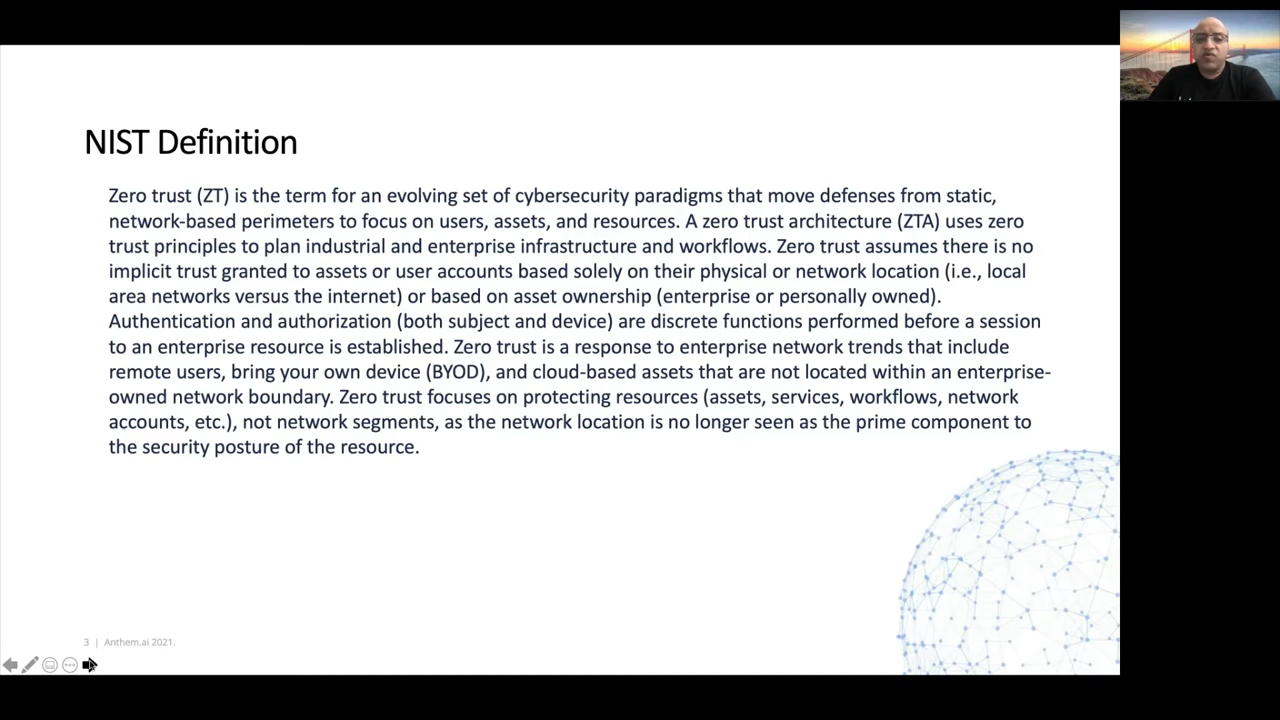 NIST Definition
Zero trust (ZT) is the term for an evolving set of cybersecurity paradigms that move defenses from static,
network-based perimeters to focus on users, assets, and resources. A zero trust architecture (ZTA) uses zero
trust principles to plan industrial and enterprise infrastructure and workflows. Zero trust assumes there is no
implicit trust granted to assets or user accounts based solely on their physical or network location (i.e., local
area networks versus the internet) or based on asset ownership (enterprise or personally owned).
Authentication and authorization (both subject and device) are discrete functions performed before a session
to an enterprise resource is established. Zero trust is a response to enterprise network trends that include
remote users, bring your own device (BYOD), and cloud-based assets that are not located within an enterprise-
owned network boundary. Zero trust focuses on protecting resources (assets, services, workflows, network
accounts, etc.), not network segments, as the network location is no longer seen as the prime component to
the security posture of the resource.
3 | Anthem.ai 2021.